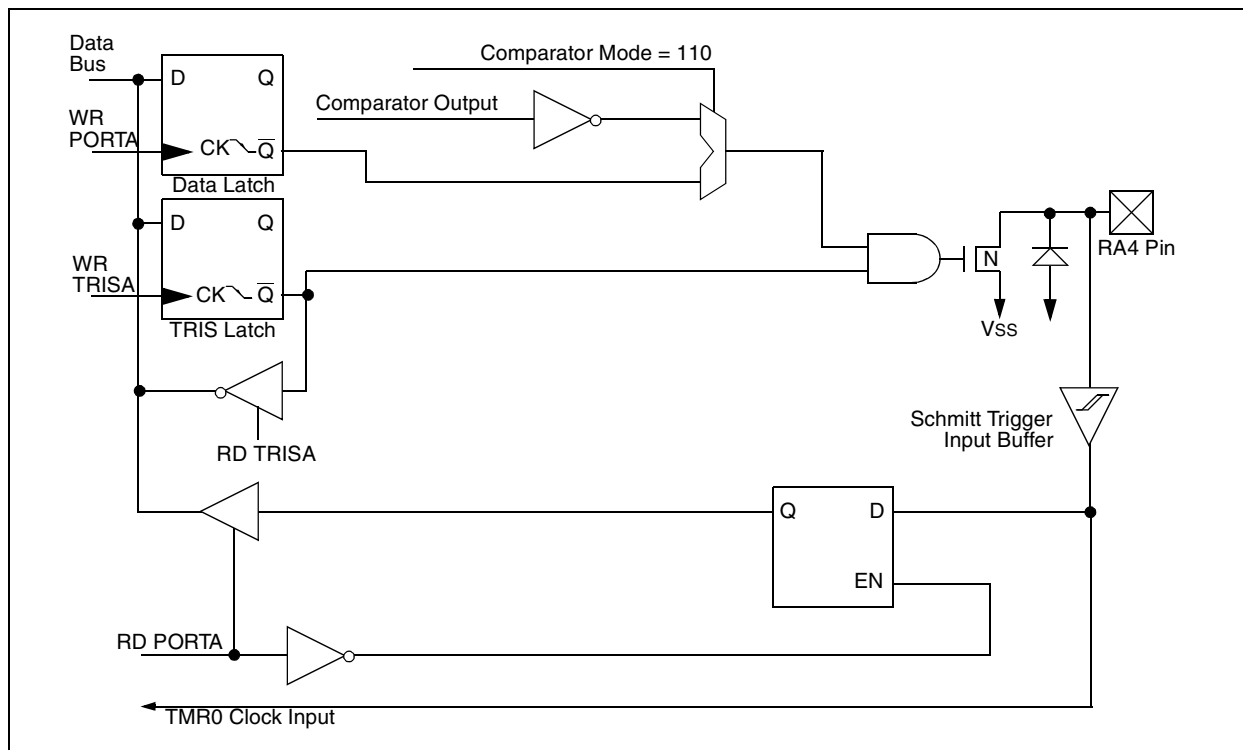 Data
Bus
D Q
WR
PORTA
CK Q̅
Data Latch
D Q
WR
TRISA
CK Q̅
TRIS Latch
RD TRISA
Comparator Mode = 110
Comparator Output
N
VSS
RA4 Pin
Schmitt Trigger
Input Buffer
Q D
EN
RD PORTA
TMR0 Clock Input